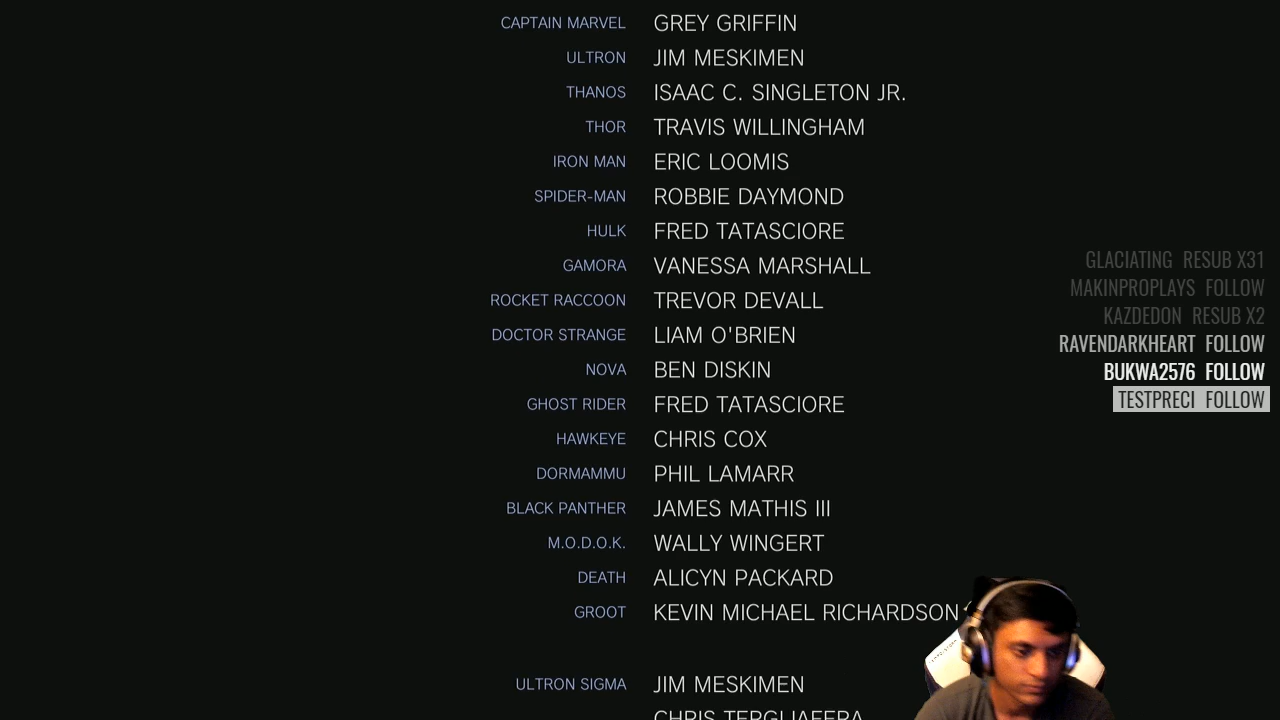 CAPTAIN MARVEL GREY GRIFFIN
ULTRON JIM MESKIMEN
THANOS ISAAC C. SINGLETON JR.
THOR TRAVIS WILLINGHAM
IRON MAN ERIC LOOMIS
SPIDER-MAN ROBBIE DAYMOND
HULK FRED TATASCIORE
GAMORA VANESSA MARSHALL
ROCKET RACCOON TREVOR DEVALL
DOCTOR STRANGE LIAM O'BRIEN
NOVA BEN DISKIN
GHOST RIDER FRED TATASCIORE
HAWKEYE CHRIS COX
DORMAMMU PHIL LAMARR
BLACK PANTHER JAMES MATHIS III
M.O.D.O.K. WALLY WINGERT
DEATH ALICYN PACKARD
GROOT KEVIN MICHAEL RICHARDSON
ULTRON SIGMA JIM MESKIMEN
CHRIS TERGLIAFERA
GLACIATING RESUB X31
MAKINPROPLAYS FOLLOW
KAZDEDON RESUB X2
RAVENDARKHEART FOLLOW
BUKWA2576 FOLLOW
TESTPRECI FOLLOW